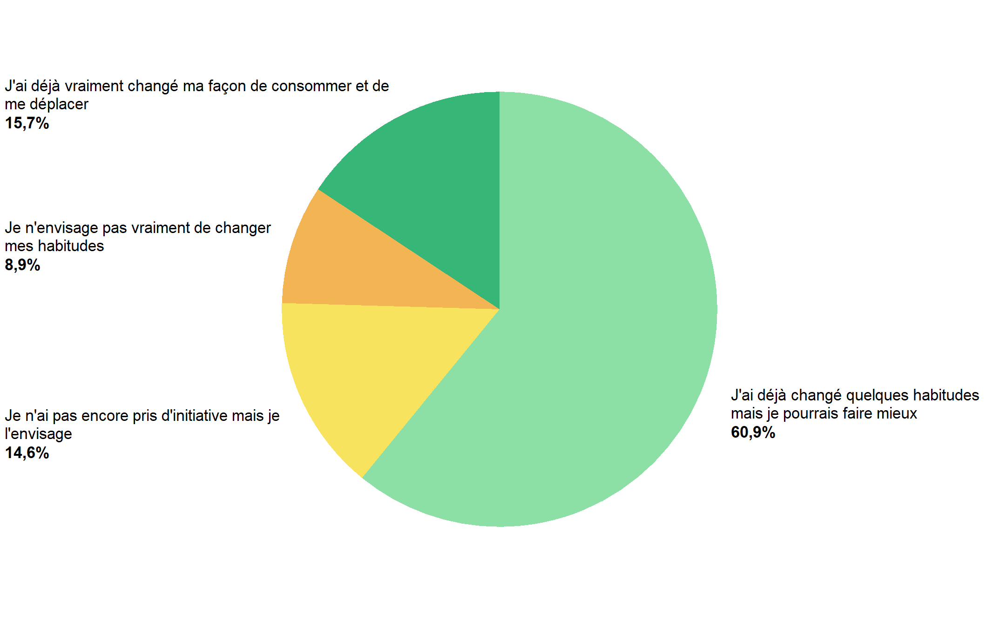 J'ai déjà vraiment changé ma façon de consommer et de
me déplacer
15,7%
Je n'envisage pas vraiment de changer
mes habitudes
8,9%
Je n'ai pas encore pris d'initiative mais je
l'envisage
14,6%
J'ai déjà changé quelques habitudes
mais je pourrais faire mieux
60,9%